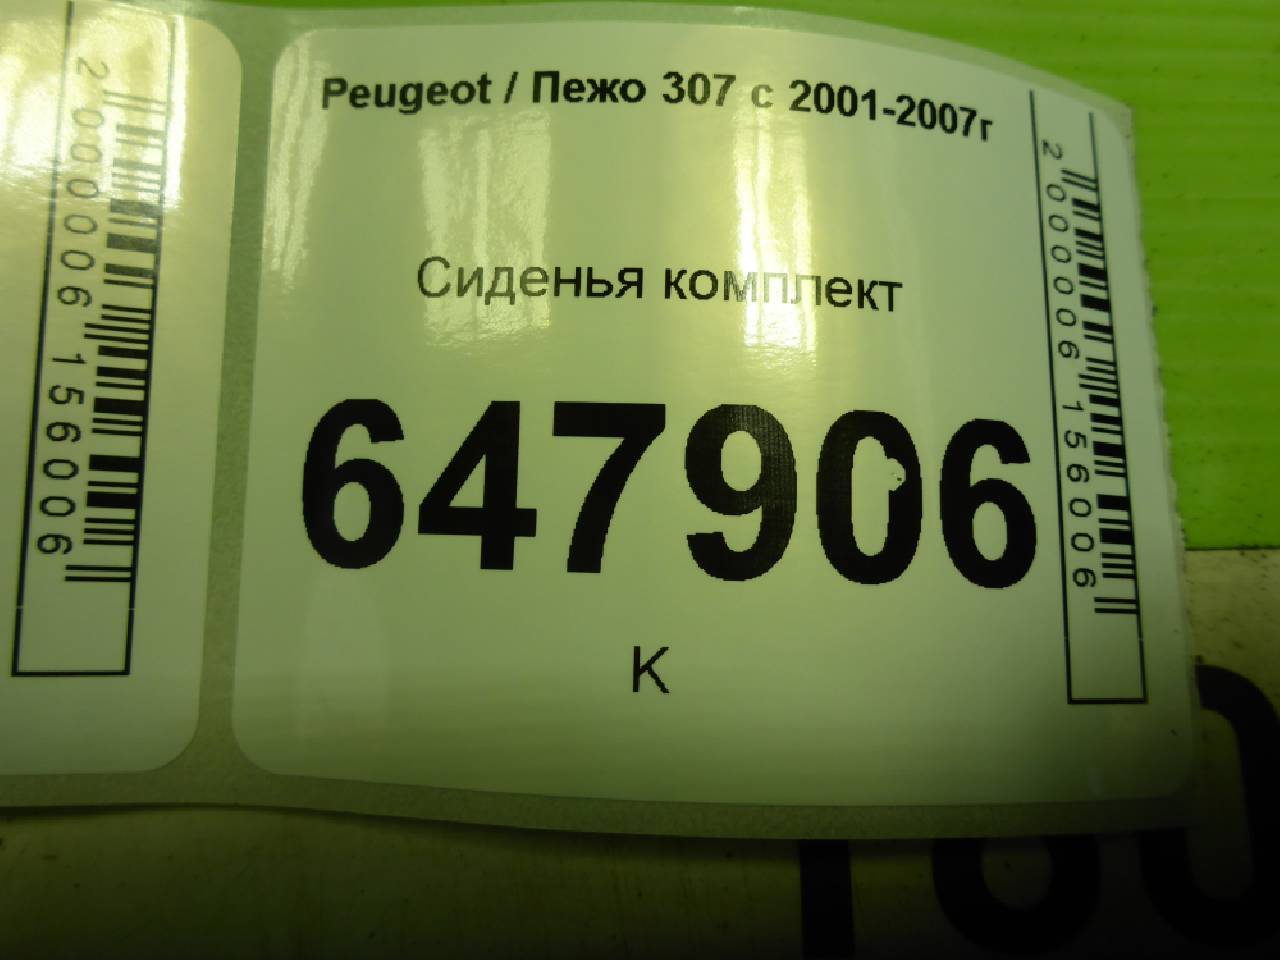 Peugeot / Пежо 307 с 2001-2007г
Сиденья комплект
647906
К
2000006156006
2000006156006